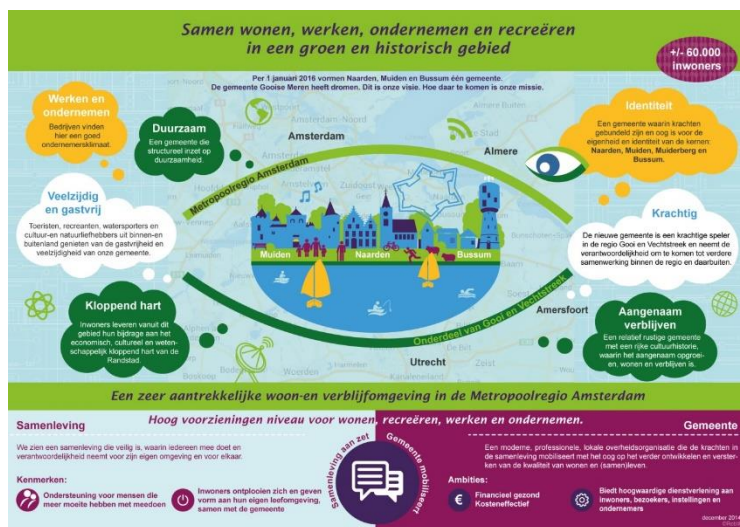 Samen wonen, werken, ondernemen en recreëren
in een groen en historisch gebied
+/- 60.000
inwoners
Per 1 januari 2016 vormen Naarden, Muiden en Bussum één gemeente.
De gemeente Gooise Meren heeft dromen. Dit is onze visie. Hoe daar te komen is onze missie.
Werken en
ondernemen
Bedrijven vinden
hier een goed
ondernemersklimaat.
Duurzaam
Een gemeente die
structureel inzet op
duurzaamheid.
Amsterdam
Almere
Identiteit
Een gemeente waarin krachten
gebundeld zijn en oog is voor de
eigenheid en identiteit van de kernen:
Naarden, Muiden, Muiderberg en
Bussum.
Metropoolregio Amsterdam
Veelzijdig
en gastvrij
Toeristen, recreanten, watersporters
en cultuur-en natuurliefhebbers uit binnen-en
buitenland genieten van de gastvrijheid en
veelzijdigheid van onze gemeente.
Muiden
Naarden
Bussum
Krachtig
De nieuwe gemeente is een krachtige speler
in de regio Gooi en Vechtstreek en neemt de
verantwoordelijkheid om te komen tot verdere
samenwerking binnen de regio en daarbuiten.
Kloppend hart
Inwoners leveren vanuit dit
gebied hun bijdrage aan het
economisch, cultureel en weten-
schappelijk kloppend hart van de
Randstad.
Onderdeel van Gooi en Vechtstreek
Utrecht
Amersfoort
Aangenaam
verblijven
Een relatief rustige gemeente
met een rijke cultuurhistorie,
waarin het aangenaam opgroei-
en, wonen en verblijven is.
Een zeer aantrekkelijke woon-en verblijfomgeving in de Metropoolregio Amsterdam
Hoog voorzieningen niveau voor wonen, recreëren, werken en ondernemen.
Samenleving
We zien een samenleving die veilig is, waarin iedereen mee doet en
verantwoordelijkheid neemt voor zijn eigen omgeving en voor elkaar.
Kenmerken:
Ondersteuning voor mensen die
meer moeite hebben met meedoen
Inwoners ontplooien zich en geven
vorm aan hun eigen leefomgeving,
samen met de gemeente
Samenleving aan zet
Gemeente mobiliseert
Gemeente
Een moderne, professionele, lokale overheidsorganisatie die de krachten in
de samenleving mobiliseert met het oog op het verder ontwikkelen en verster-
ken van de kwaliteit van wonen en (samen)leven.
Ambities:
€
Financieel gezond
Kosteneffectief
Biedt hoogwaardige dienstverlening aan
inwoners, bezoekers, instellingen en
ondernemers
december 2014